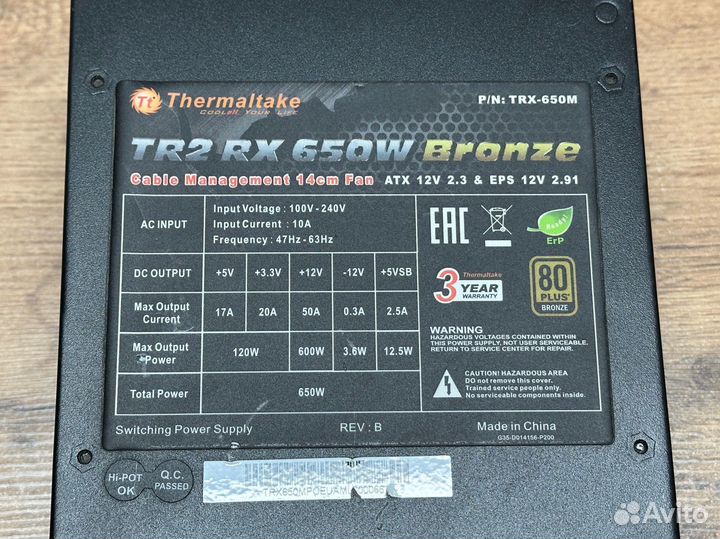 Tt Thermaltake
COOLall YOUR LIFE
P/N: TRX-650M
TR2 RX 650W Bronze
Cable Management 14cm Fan ATX 12V 2.3 & EPS 12V 2.91
AC INPUT
Input Voltage : 100V - 240V
Input Current : 10A
Frequency : 47Hz - 63Hz
DC OUTPUT +5V +3.3V +12V -12V +5VSB
Max Output Current 17A 20A 50A 0.3A 2.5A
Max Output Power 120W 600W 3.6W 12.5W
Total Power 650W
EAC
Ready!
ErP
Thermaltake
3 YEAR
WARRANTY
80
PLUS
BRONZE
WARNING
HAZARDOUS VOLTAGES CONTAINED WITHIN
THIS POWER SUPPLY, NOT USER SERVICEABLE.
RETURN TO SERVICE CENTER FOR REPAIR.
CAUTION! HAZARDOUS AREA
DO not remove this cover.
Trained service people only.
No serviceable components inside.
Switching Power Supply REV : B Made in China
G35-D014156-P200
Hi-POT
OK
Q.C.
PASSED
Avito